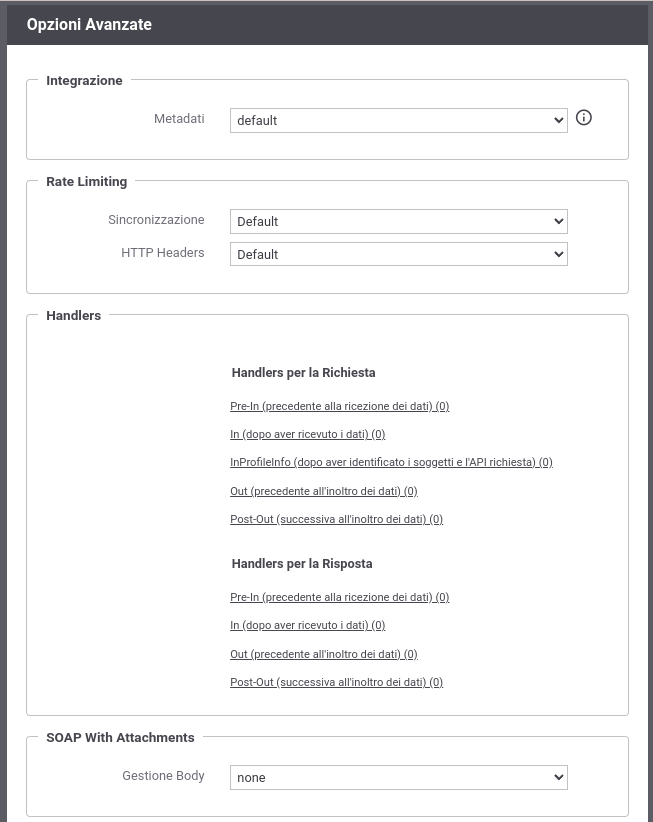 Opzioni Avanzate
Integrazione
Metadati default
Rate Limiting
Sincronizzazione Default
HTTP Headers Default
Handlers
Handlers per la Richiesta
Pre-In (precedente alla ricezione dei dati) (0)
In (dopo aver ricevuto i dati) (0)
InProfileInfo (dopo aver identificato i soggetti e l'API richiesta) (0)
Out (precedente all'inoltro dei dati) (0)
Post-Out (successiva all'inoltro dei dati) (0)
Handlers per la Risposta
Pre-In (precedente alla ricezione dei dati) (0)
In (dopo aver ricevuto i dati) (0)
Out (precedente all'inoltro dei dati) (0)
Post-Out (successiva all'inoltro dei dati) (0)
SOAP With Attachments
Gestione Body none